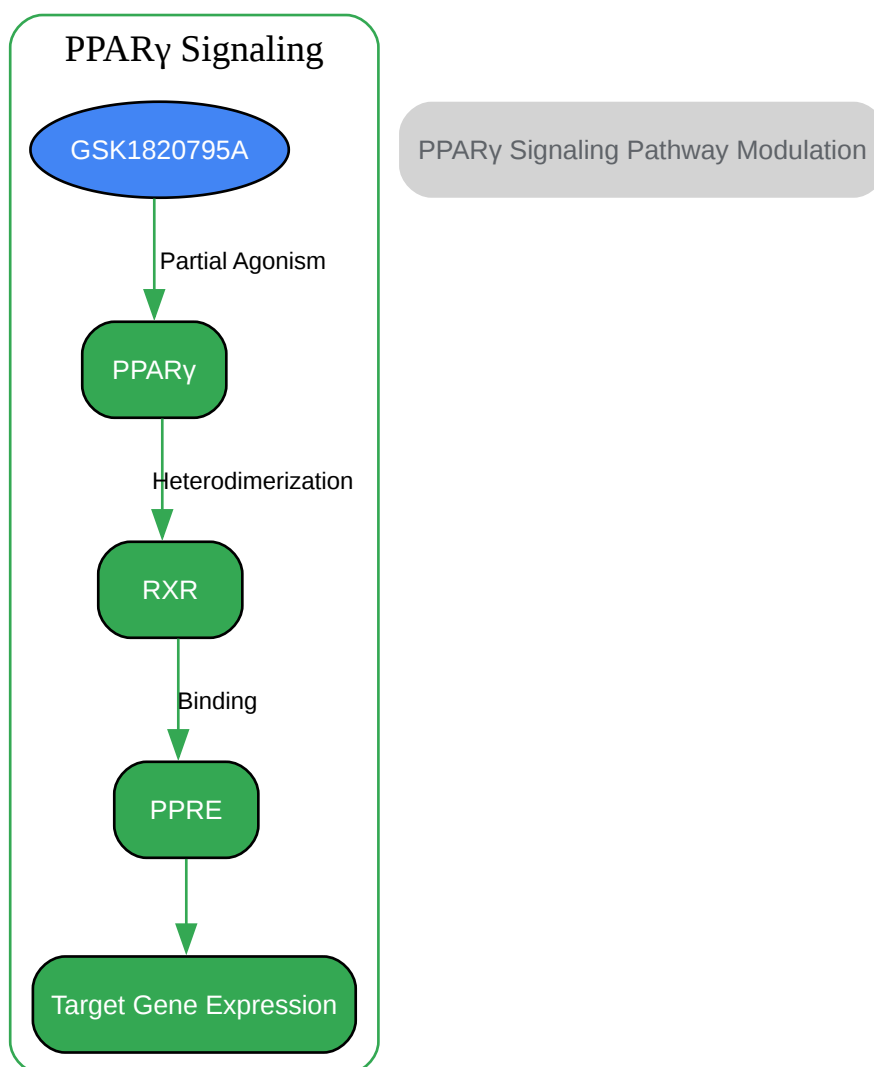 PPARγ Signaling
GSK1820795A
PPARγ Signaling Pathway Modulation
Partial Agonism
PPARγ
Heterodimerization
RXR
Binding
PPRE
Target Gene Expression